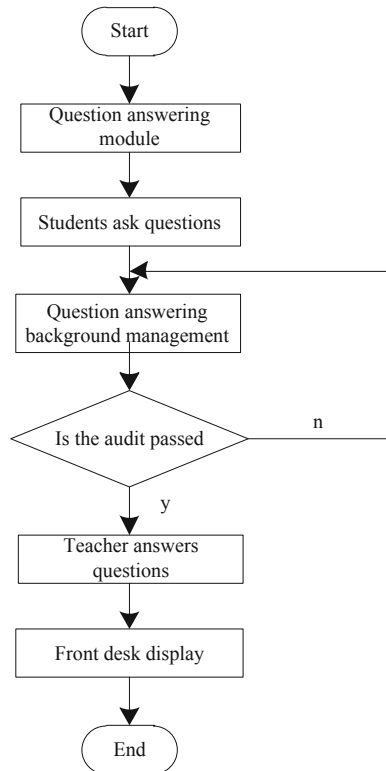 Start
Question answering
module
Students ask questions
Question answering
background management
Is the audit passed
n
y
Teacher answers
questions
Front desk display
End